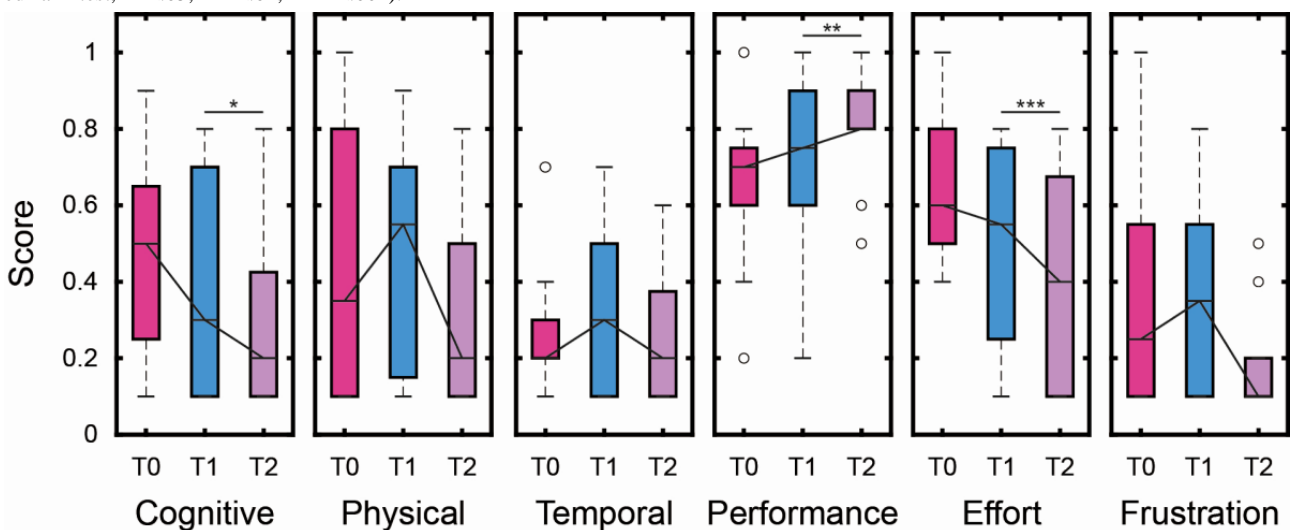 * ** ***
1
0.8
0.6
0.4
0.2
0
Score
T0 T1 T2 T0 T1 T2 T0 T1 T2 T0 T1 T2 T0 T1 T2 T0 T1 T2
Cognitive Physical Temporal Performance Effort Frustration